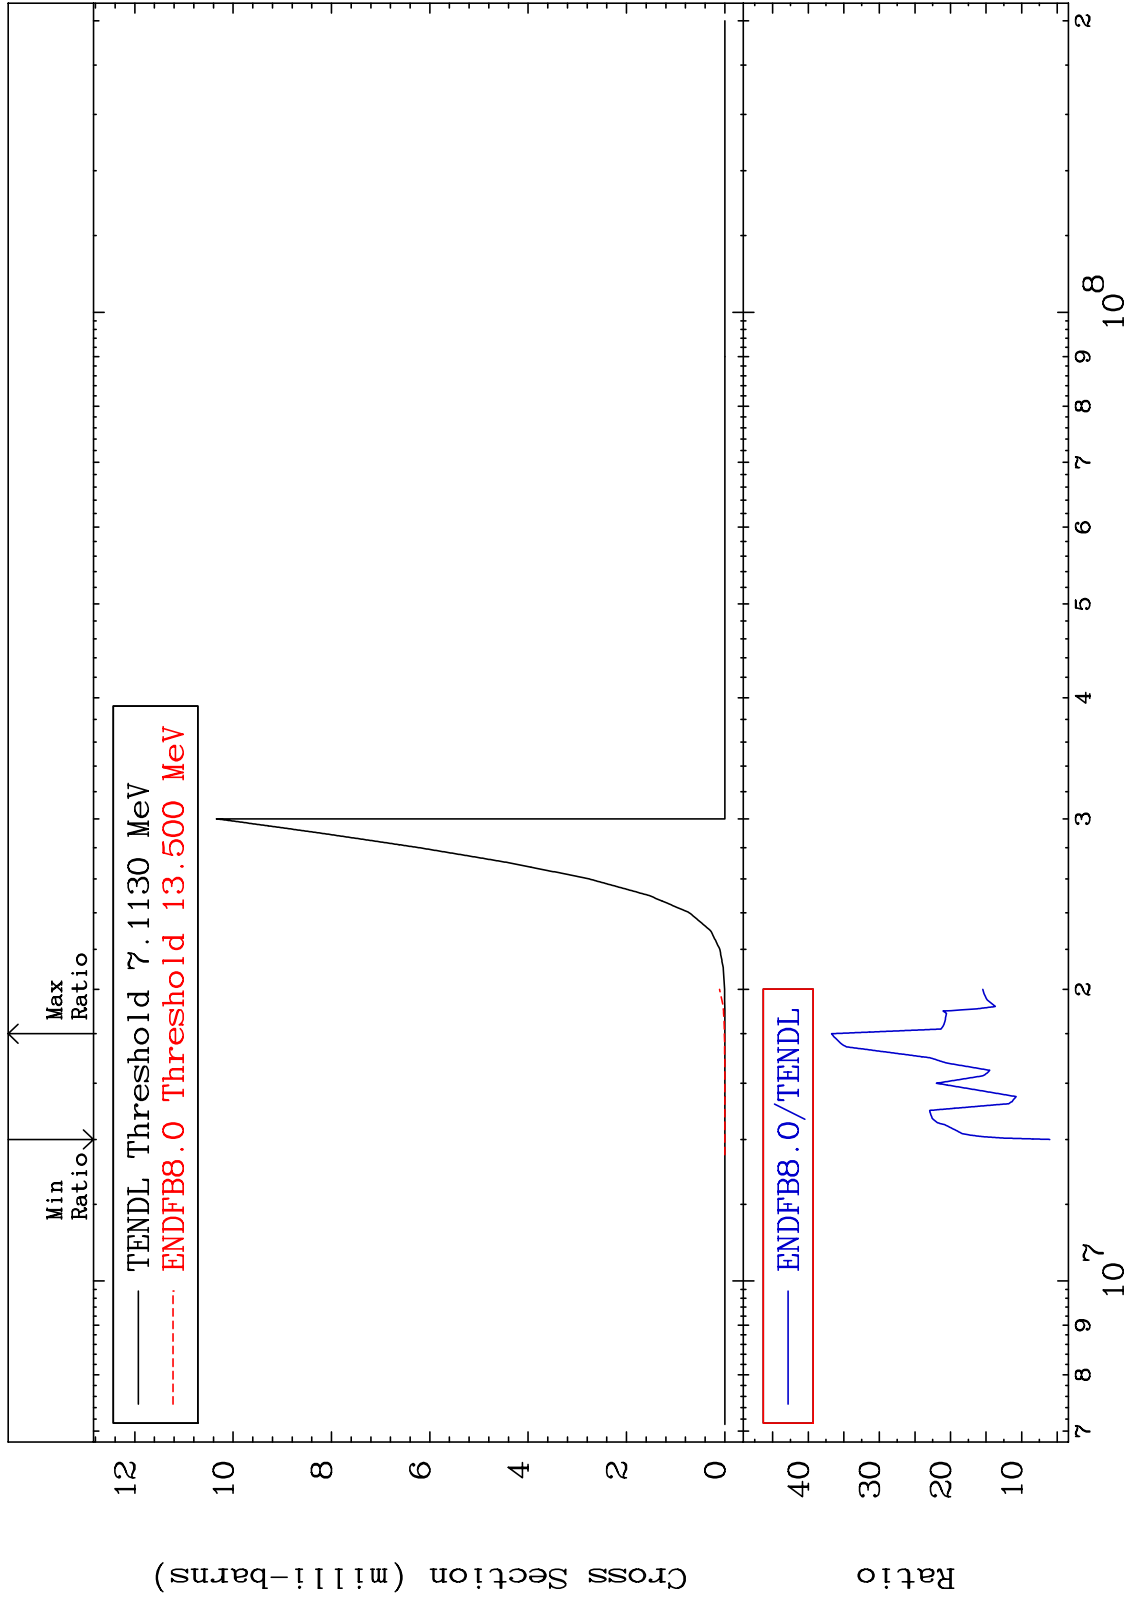 Min
Ratio
Max
Ratio
TENDL Threshold 7.1130 MeV
ENDFB8.0 Threshold 13.500 MeV
12
10
8
6
4
2
0
Cross Section (milli-barns)
ENDFB8.0/TENDL
40
30
20
10
Ratio
7 8 9 2 3 4 5 6 7 8 9 2
10^7 10^8